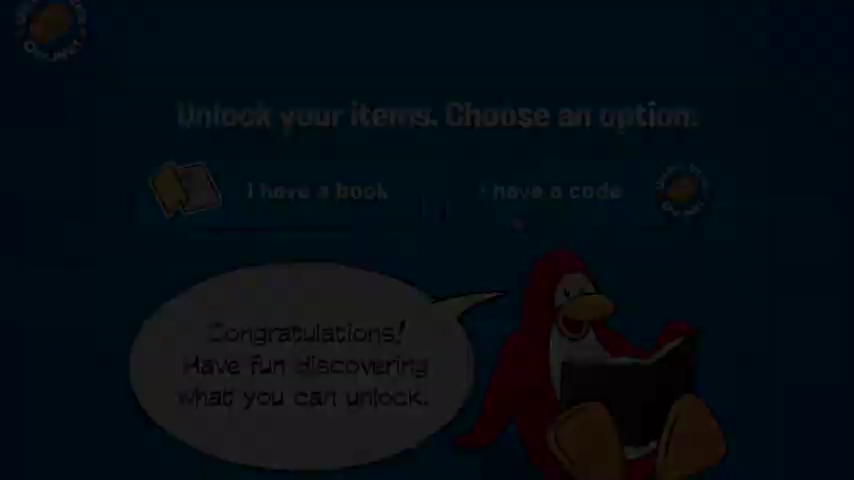 Unlock your items. Choose an option.
I have a book
I have a code
Congratulations!
Have fun discovering
what you can unlock.